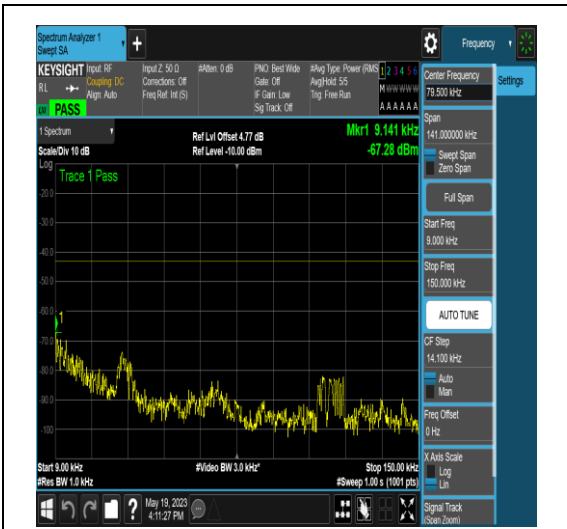 Spectrum Analyzer 1
Swept SA
+
Frequency
KEYSIGHT
Input: RF
Coupling: DC
Align: Auto
Input Z: 50 Ω
Corrections: Off
Freq Ref: Int (S)
#Atten: 0 dB
PNO: Best Wide
Gate: Off
IF Gain: Low
Sig Track: Off
#Avg Type: Power (RMS
Avg|Hold: 5/5
Trig: Free Run
1 2 3 4 5 6
M W W W W W
A A A A A A
R L
PASS
1 Spectrum
Scale/Div 10 dB
Ref Lvl Offset 4.77 dB
Ref Level -10.00 dBm
Mkr1 9.141 kHz
-67.28 dBm
Log
Trace 1 Pass
-20.0
-30.0
-40.0
-50.0
-60.0
-70.0
-80.0
-90.0
-100
1
Start 9.00 kHz
#Res BW 1.0 kHz
#Video BW 3.0 kHz*
Stop 150.00 kHz
#Sweep 1.00 s (1001 pts)
?
May 19, 2023
4:11:27 PM
Center Frequency
79.500 kHz
Settings
Span
141.000000 kHz
Swept Span
Zero Span
Full Span
Start Freq
9.000 kHz
Stop Freq
150.000 kHz
AUTO TUNE
CF Step
14.100 kHz
Auto
Man
Freq Offset
0 Hz
X Axis Scale
Log
Lin
Signal Track
(Span Zoom)